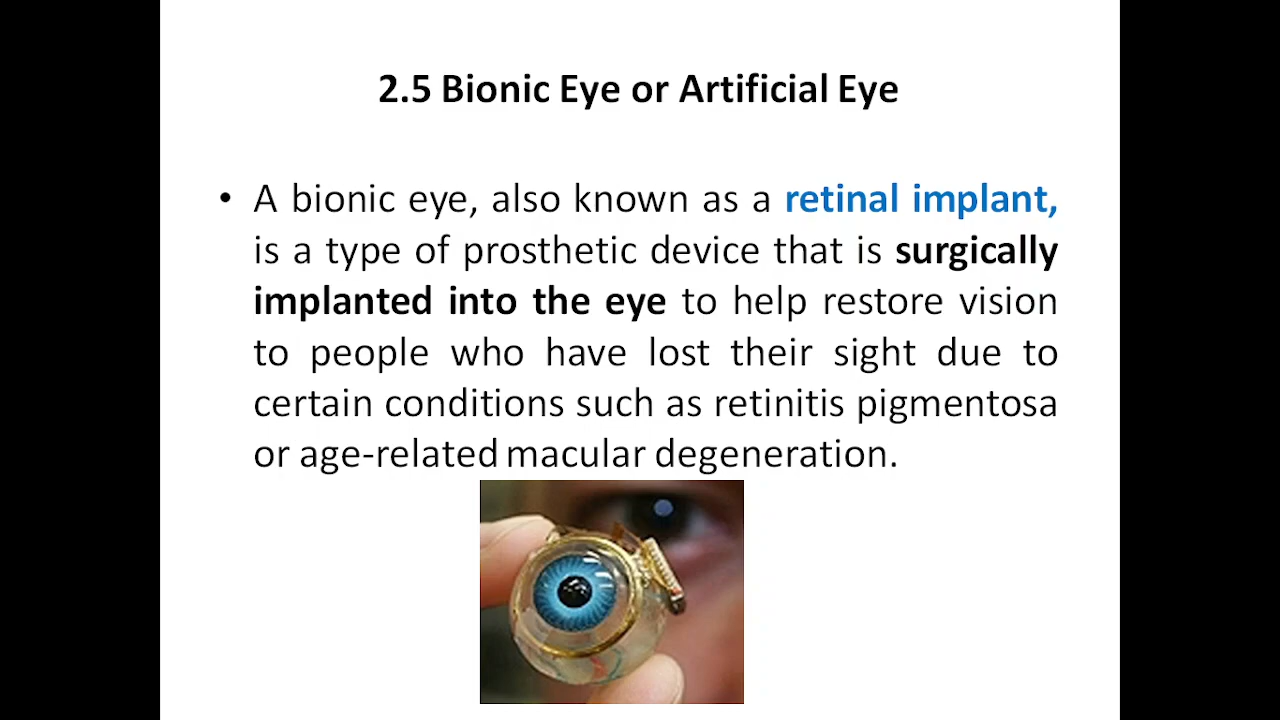 2.5 Bionic Eye or Artificial Eye
• A bionic eye, also known as a retinal implant,
is a type of prosthetic device that is surgically
implanted into the eye to help restore vision
to people who have lost their sight due to
certain conditions such as retinitis pigmentosa
or age-related macular degeneration.